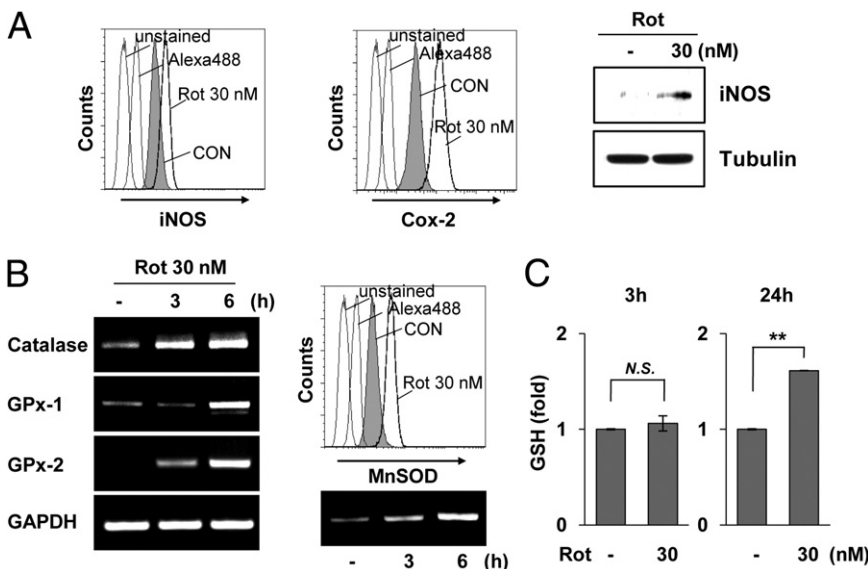 A
unstained
Alexa488
CON
Rot 30 nM
CON
Counts
iNOS
unstained
Alexa488
CON
Rot 30 nM
Counts
Cox-2
Rot
- 30 (nM)
iNOS
Tubulin
B
Rot 30 nM
- 3 6 (h)
Catalase
GPx-1
GPx-2
GAPDH
unstained
Alexa488
CON
Rot 30 nM
Counts
MnSOD
- 3 6 (h)
C
3h 24h
2 2
N.S. **
1 1
0 0
GSH (fold)
Rot - 30 - 30 (nM)